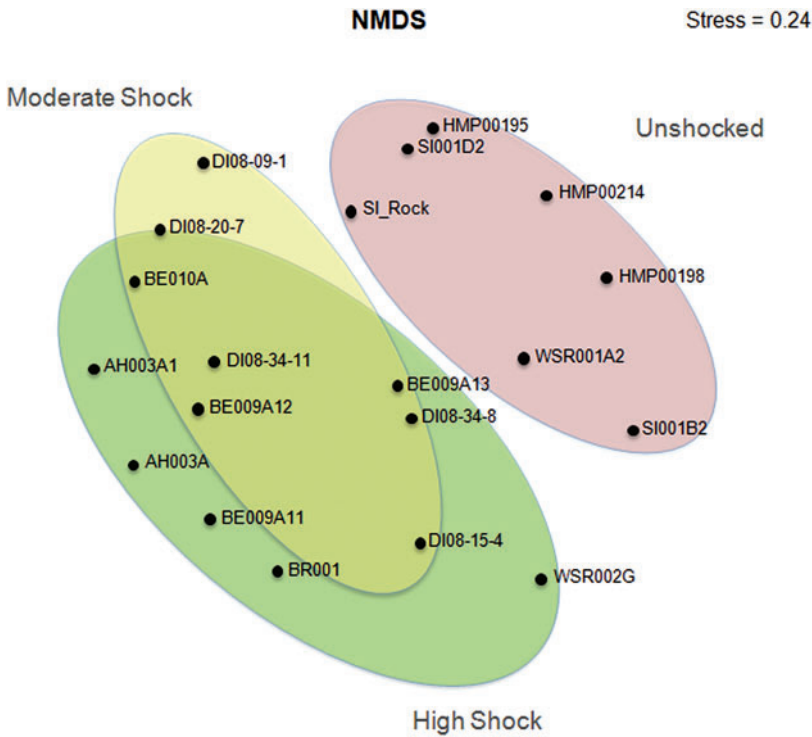 NMDS
Stress = 0.24
Moderate Shock
Unshocked
HMP00195
SI001D2
DI08-09-1
HMP00214
SI_Rock
DI08-20-7
BE010A
HMP00198
AH003A1
DI08-34-11
WSR001A2
BE009A13
BE009A12
DI08-34-8
SI001B2
AH003A
BE009A11
DI08-15-4
BR001
WSR002G
High Shock